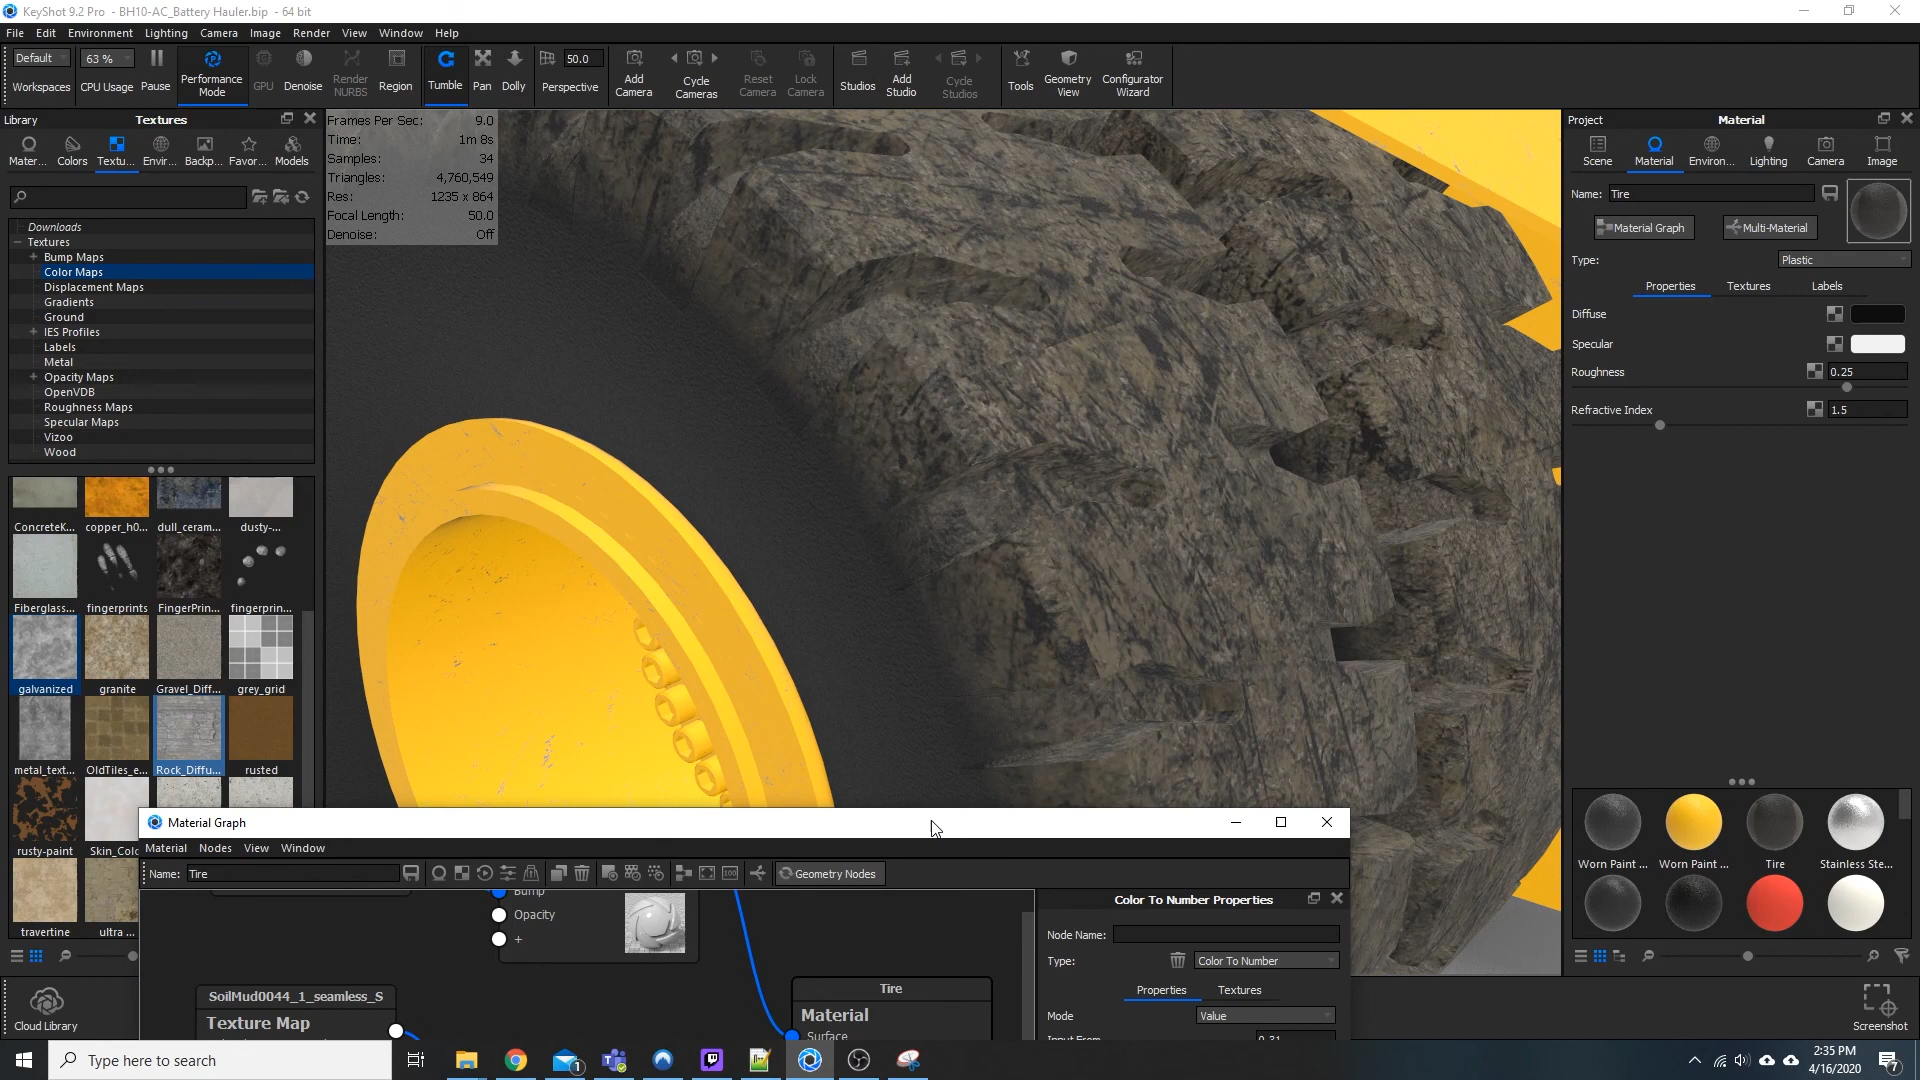 KeyShot 9.2 Pro - BH10-AC_Battery Hauler.bip - 64 bit
File Edit Environment Lighting Camera Image Render View Window Help
Default 63 % 50.0
Workspaces CPU Usage Pause Performance Mode GPU Denoise Render NURBS Region Tumble Pan Dolly Perspective Add Camera Cycle Cameras Reset Camera Lock Camera Studios Add Studio Cycle Studios Tools Geometry View Configurator Wizard
Library Textures
Mater... Colors Textu... Envir... Backp... Favor... Models
Downloads
Textures
Bump Maps
Color Maps
Displacement Maps
Gradients
Ground
IES Profiles
Labels
Metal
Opacity Maps
OpenVDB
Roughness Maps
Specular Maps
Vizoo
Wood
ConcreteK... copper_h0... dull_ceram... dusty-...
Fiberglass... fingerprints FingerPrin... fingerprin...
galvanized granite Gravel_Diff... grey_grid
metal_text... OldTiles_e... Rock_Diffu... rusted
rusty-paint Skin_Colo
travertine ultra ...
Cloud Library
Frames Per Sec: 9.0
Time: 1m 8s
Samples: 34
Triangles: 4,760,549
Res: 1235 x 864
Focal Length: 50.0
Denoise: Off
Project Material
Scene Material Environ... Lighting Camera Image
Name: Tire
Material Graph Multi-Material
Type: Plastic
Properties Textures Labels
Diffuse
Specular
Roughness 0.25
Refractive Index 1.5
Worn Paint ... Worn Paint ... Tire Stainless Ste...
Screenshot
Material Graph
Material Nodes View Window
Name: Tire 100 Geometry Nodes
Bump
Opacity
+
SoilMud0044_1_seamless_S
Texture Map
Tire
Material
Surface
Color To Number Properties
Node Name:
Type: Color To Number
Properties Textures
Mode Value
Input From 0.31
Type here to search
1
2:35 PM
4/16/2020
7